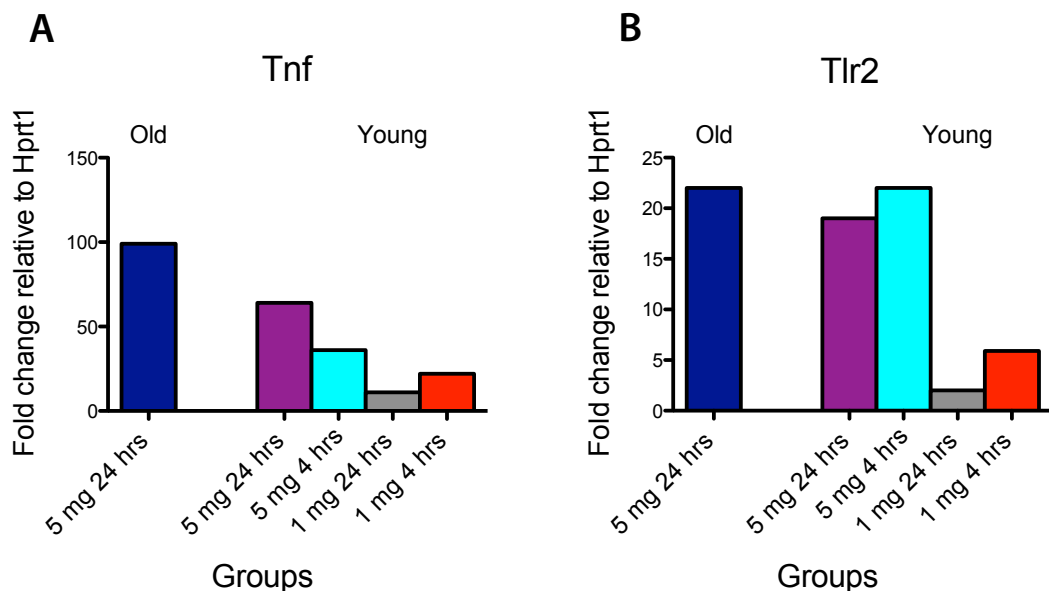 A
Tnf
Fold change relative to Hprt1
Old
Young
150
100
50
0
5 mg 24 hrs
5 mg 24 hrs
5 mg 4 hrs
1 mg 24 hrs
1 mg 4 hrs
Groups
B
Tlr2
Fold change relative to Hprt1
Old
Young
25
20
15
10
5
0
5 mg 24 hrs
5 mg 24 hrs
5 mg 4 hrs
1 mg 24 hrs
1 mg 4 hrs
Groups